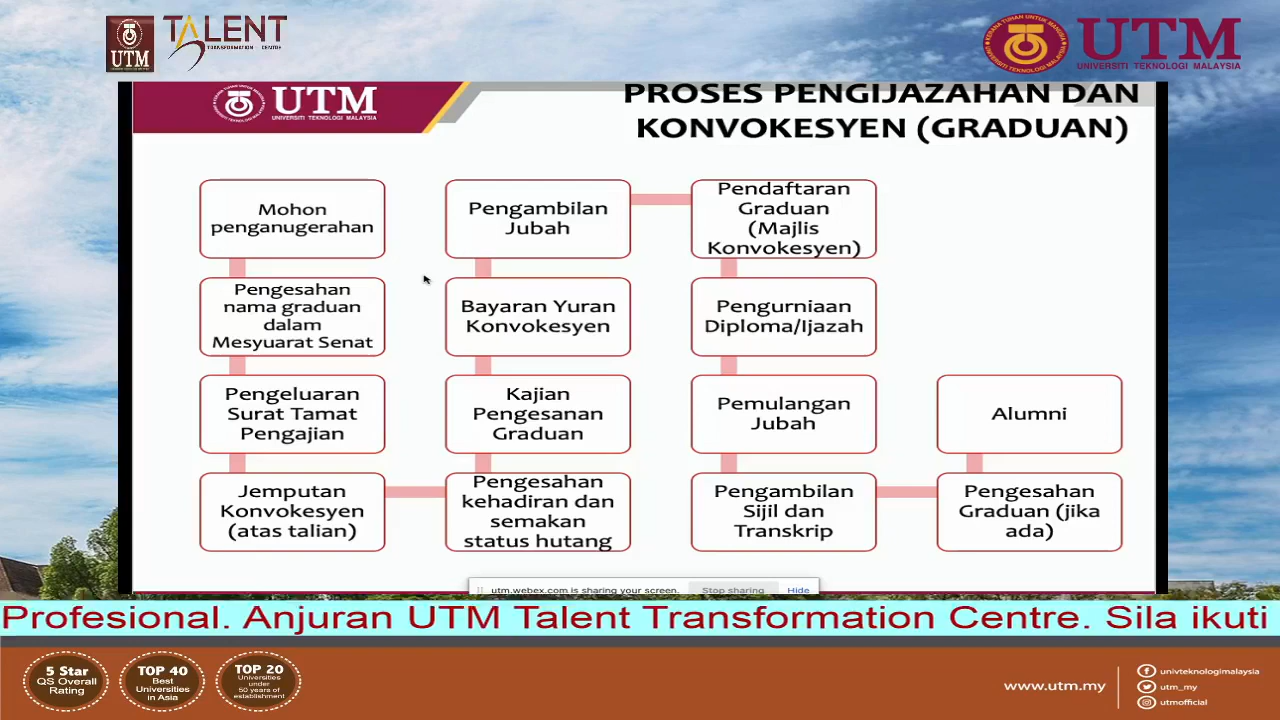 UTM
TALENT
TRANSFORMATION CENTRE
UTM
UNIVERSITI TEKNOLOGI MALAYSIA
UTM
UNIVERSITI TEKNOLOGI MALAYSIA
PROSES PENGIJAZAHAN DAN
KONVOKESYEN (GRADUAN)
Mohon
penganugerahan
Pengesahan
nama graduan
dalam
Mesyuarat Senat
Pengeluaran
Surat Tamat
Pengajian
Jemputan
Konvokesyen
(atas talian)
Pengesahan
kehadiran dan
semakan
status hutang
Kajian
Pengesanan
Graduan
Bayaran Yuran
Konvokesyen
Pengambilan
Jubah
Pendaftaran
Graduan
(Majlis
Konvokesyen)
Pengurniaan
Diploma/Ijazah
Pemulangan
Jubah
Pengambilan
Sijil dan
Transkrip
Pengesahan
Graduan (jika
ada)
Alumni
utm.webex.com is sharing your screen.
Stop sharing
Hide
Profesional. Anjuran UTM Talent Transformation Centre. Sila ikuti
5 Star
QS Overall
Rating
TOP 40
Best
Universities
in Asia
TOP 20
Universities
under
50 years of
establishment
www.utm.my
univteknologimalaysia
utm_my
utmofficial